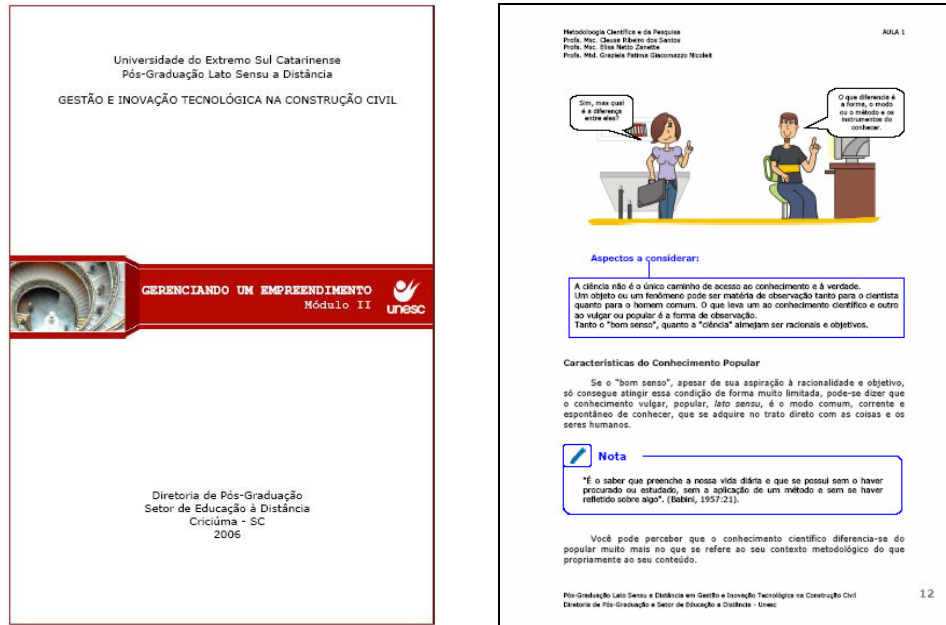 Universidade do Extremo Sul Catarinense
Pós-Graduação Lato Sensu a Distância
GESTÃO E INOVAÇÃO TECNOLÓGICA NA CONSTRUÇÃO CIVIL
GERENCIANDO UM EMPREENDIMENTO
Módulo II
unesc
Diretoria de Pós-Graduação
Setor de Educação à Distância
Criciúma - SC
2006
Metodologia Científica e da Pesquisa
Profa. Msc. Cleusa Ribeiro dos Santos
Profa. Msc. Elisa Netto Zanette
Profa. Mtd. Graziela Fatima Giacomazzo Nicoleit
AULA 1
Sim, mas qual
é a diferença
entre eles?
O que diferencia é
a forma, o modo
ou o método e os
instrumentos do
conhecer.
Aspectos a considerar:
A ciência não é o único caminho de acesso ao conhecimento e à verdade.
Um objeto ou um fenômeno pode ser matéria de observação tanto para o cientista
quanto para o homem comum. O que leva um ao conhecimento científico e outro
ao vulgar ou popular é a forma de observação.
Tanto o "bom senso", quanto a "ciência" almejam ser racionais e objetivos.
Características do Conhecimento Popular
Se o "bom senso", apesar de sua aspiração à racionalidade e objetivo,
só consegue atingir essa condição de forma muito limitada, pode-se dizer que
o conhecimento vulgar, popular, lato sensu, é o modo comum, corrente e
espontâneo de conhecer, que se adquire no trato direto com as coisas e os
seres humanos.
Nota
"É o saber que preenche a nossa vida diária e que se possui sem o haver
procurado ou estudado, sem a aplicação de um método e sem se haver
refletido sobre algo". (Babini, 1957:21).
Você pode perceber que o conhecimento científico diferencia-se do
popular muito mais no que se refere ao seu contexto metodológico do que
propriamente ao seu conteúdo.
Pós-Graduação Lato Sensu a Distância em Gestão e Inovação Tecnológica na Construção Civil
Diretoria de Pós-Graduação e Setor de Educação a Distância - Unesc
12